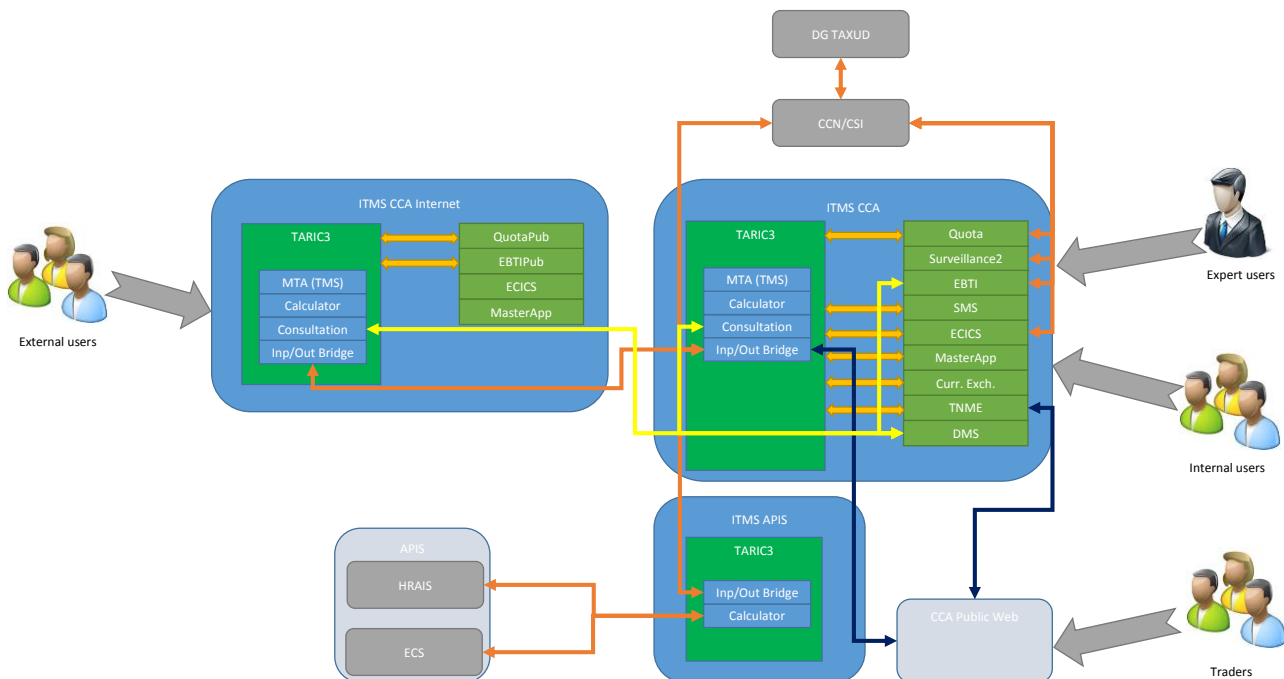 DG TAXUD
CCN/CSI
ITMS CCA Internet
TARIC3
MTA (TMS)
Calculator
Consultation
Inp/Out Bridge
QuotaPub
EBTIPub
ECICS
MasterApp
External users
ITMS CCA
TARIC3
MTA (TMS)
Calculator
Consultation
Inp/Out Bridge
Quota
Surveillance2
EBTI
SMS
ECICS
MasterApp
Curr. Exch.
TNME
DMS
Expert users
Internal users
ITMS APIS
TARIC3
Inp/Out Bridge
Calculator
APIS
HRAIS
ECS
CCA Public Web
Traders